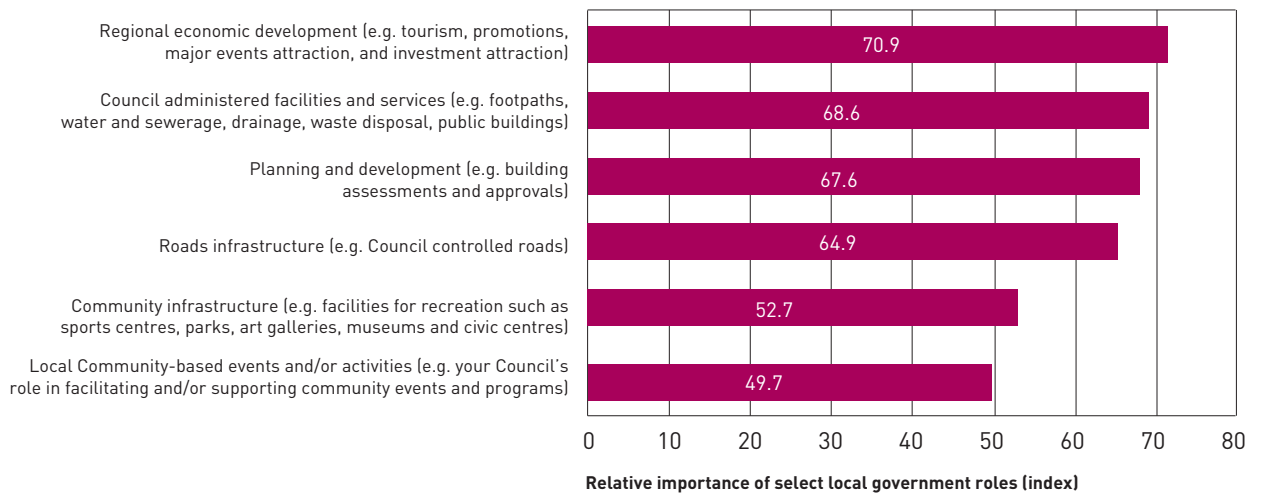 Regional economic development (e.g. tourism, promotions,
major events attraction, and investment attraction)
70.9
Council administered facilities and services (e.g. footpaths,
water and sewerage, drainage, waste disposal, public buildings)
68.6
Planning and development (e.g. building
assessments and approvals)
67.6
Roads infrastructure (e.g. Council controlled roads)
64.9
Community infrastructure (e.g. facilities for recreation such as
sports centres, parks, art galleries, museums and civic centres)
52.7
Local Community-based events and/or activities (e.g. your Council's
role in facilitating and/or supporting community events and programs)
49.7
0 10 20 30 40 50 60 70 80
Relative importance of select local government roles (index)